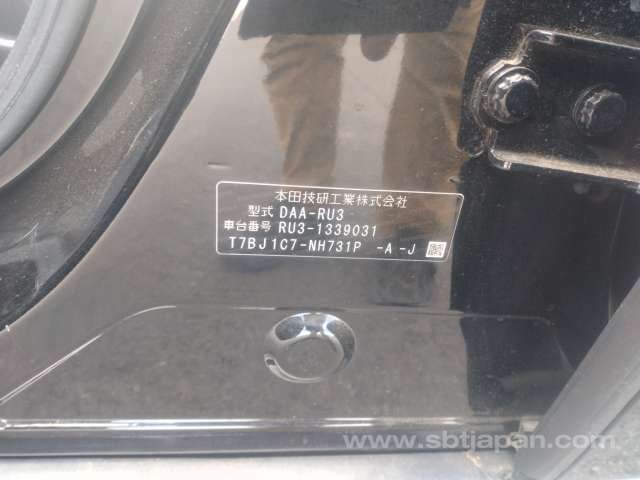 本田技研工業株式会社
型式 DAA-RU3
車台番号 RU3-1339031
T7BJ1C7-NH731P -A-J
www.sbtjapan.com